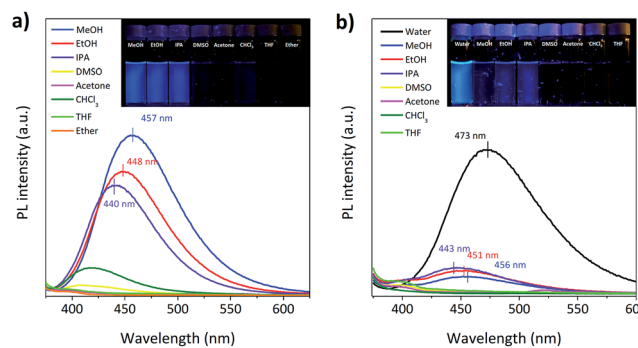 a)
MeOH
EtOH
IPA
DMSO
Acetone
CHCl3
THF
Ether
MeOH EtOH IPA DMSO Acetone CHCl3 THF Ether
457 nm
448 nm
440 nm
PL intensity (a.u.)
400 450 500 550 600
Wavelength (nm)
b)
Water
MeOH
EtOH
IPA
DMSO
Acetone
CHCl3
THF
Water MeOH EtOH IPA DMSO Acetone CHCl3 THF
473 nm
443 nm
451 nm
456 nm
PL intensity (a.u.)
400 450 500 550 600
Wavelength (nm)